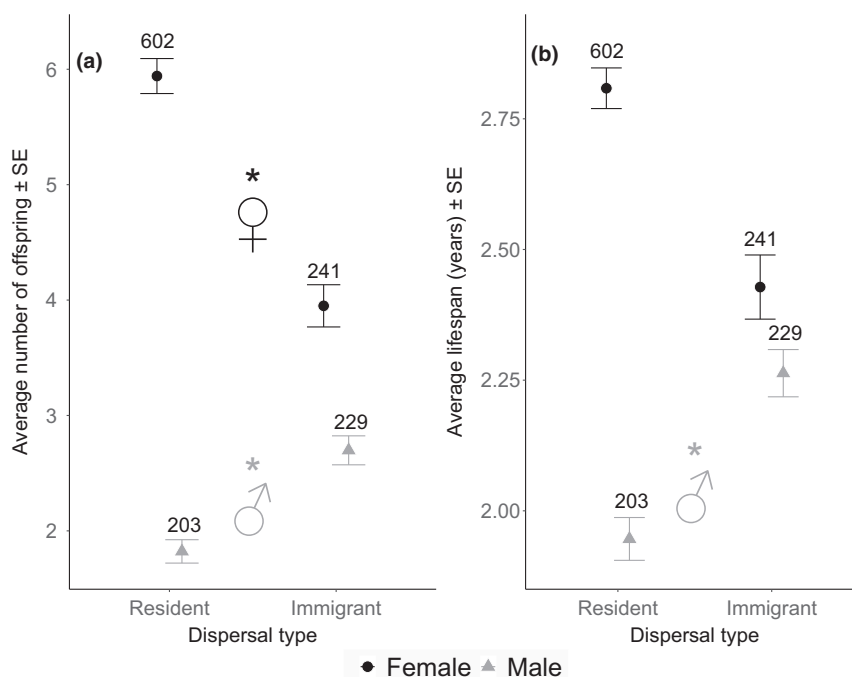 (a)
Average number of offspring ± SE
6
5
4
3
2
602
*
♀
241
229
*
♂
203
Resident Immigrant
Dispersal type
(b)
Average lifespan (years) ± SE
2.75
2.50
2.25
2.00
602
241
229
*
♂
203
Resident Immigrant
Dispersal type
Female Male